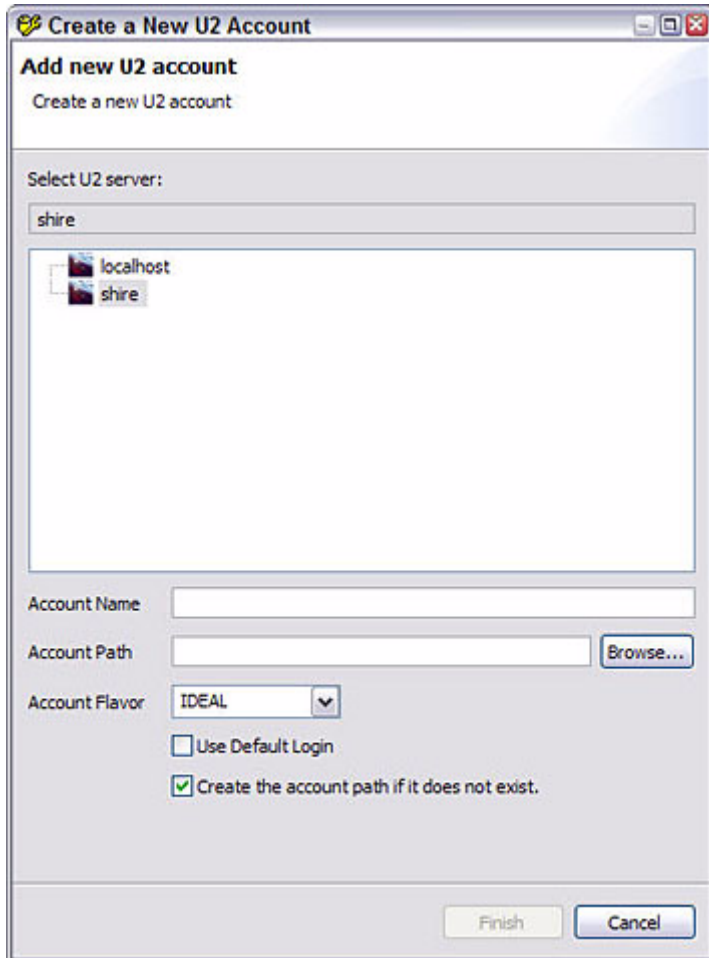 Create a New U2 Account
Add new U2 account
Create a new U2 account
Select U2 server:
shire
localhost
shire
Account Name
Account Path
Browse...
Account Flavor IDEAL
Use Default Login
Create the account path if it does not exist.
Finish Cancel